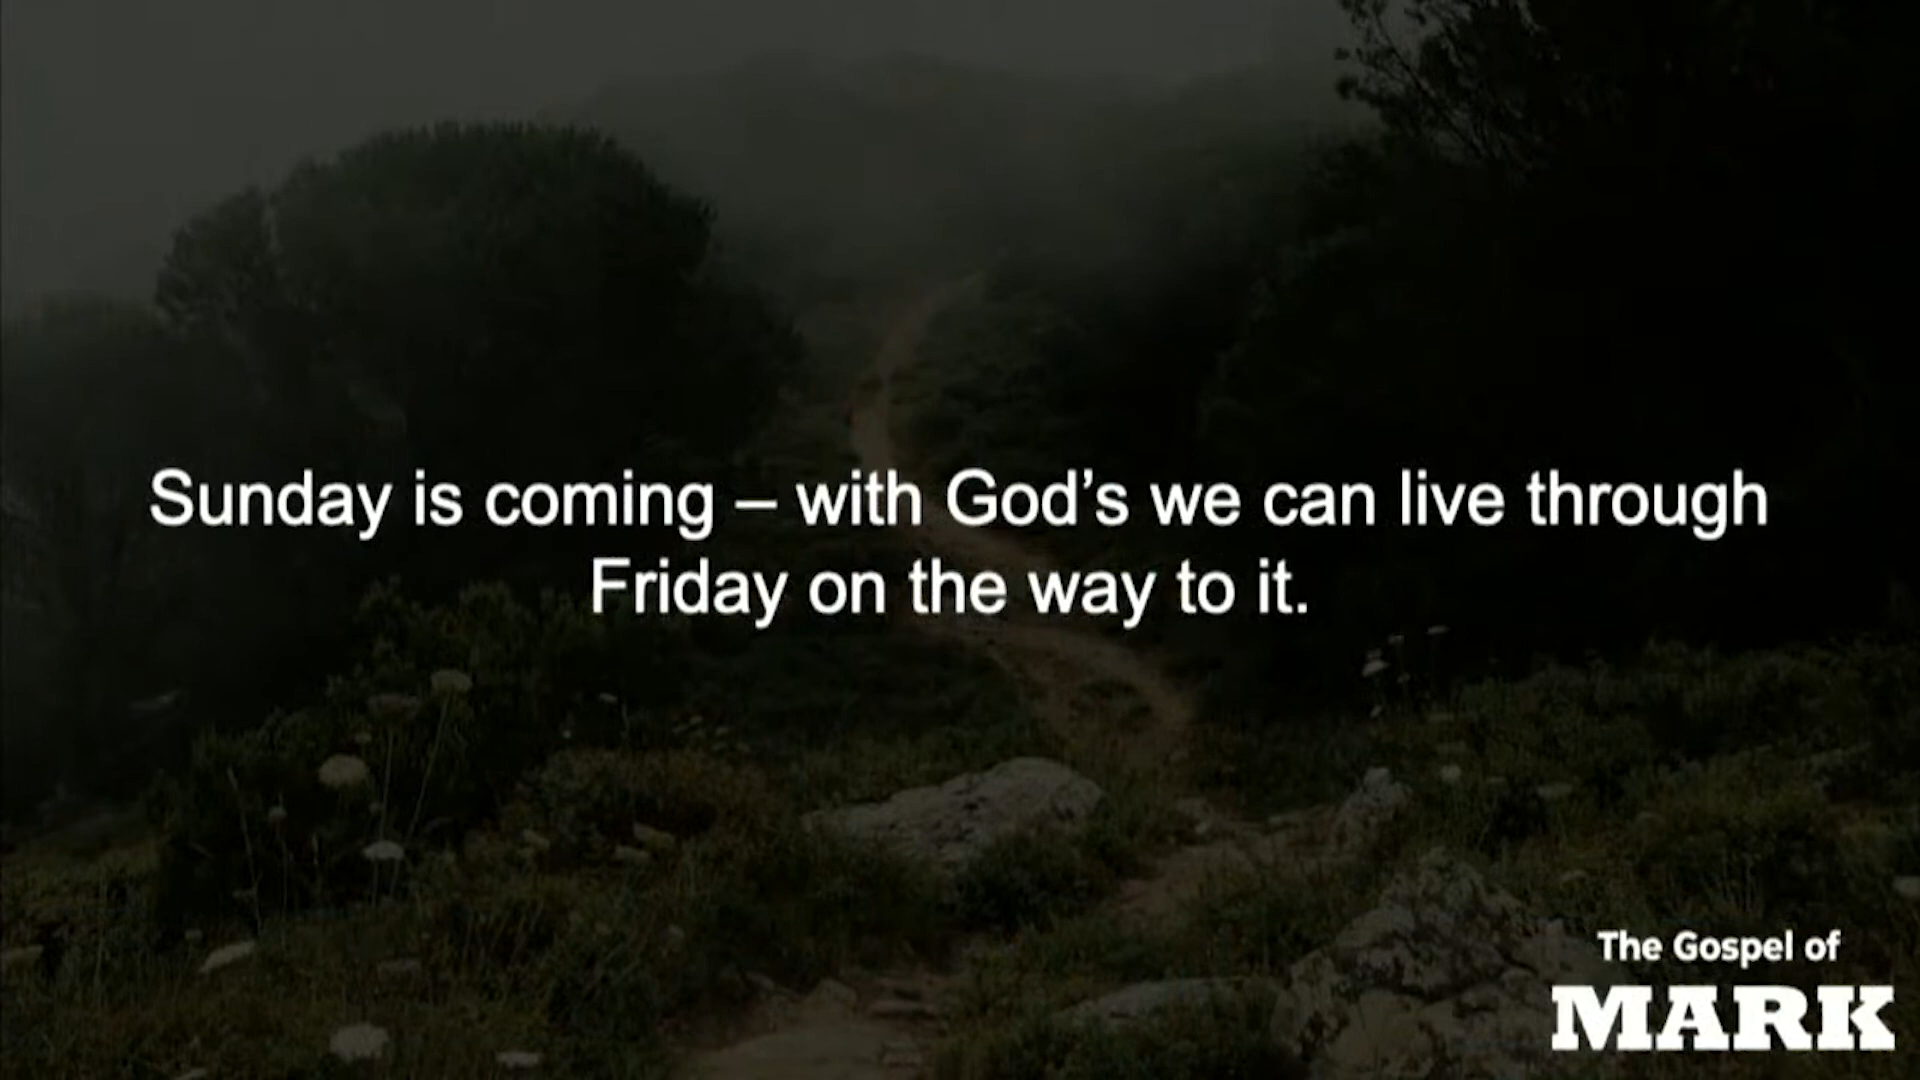 Sunday is coming – with God’s we can live through
Friday on the way to it.
The Gospel of
MARK